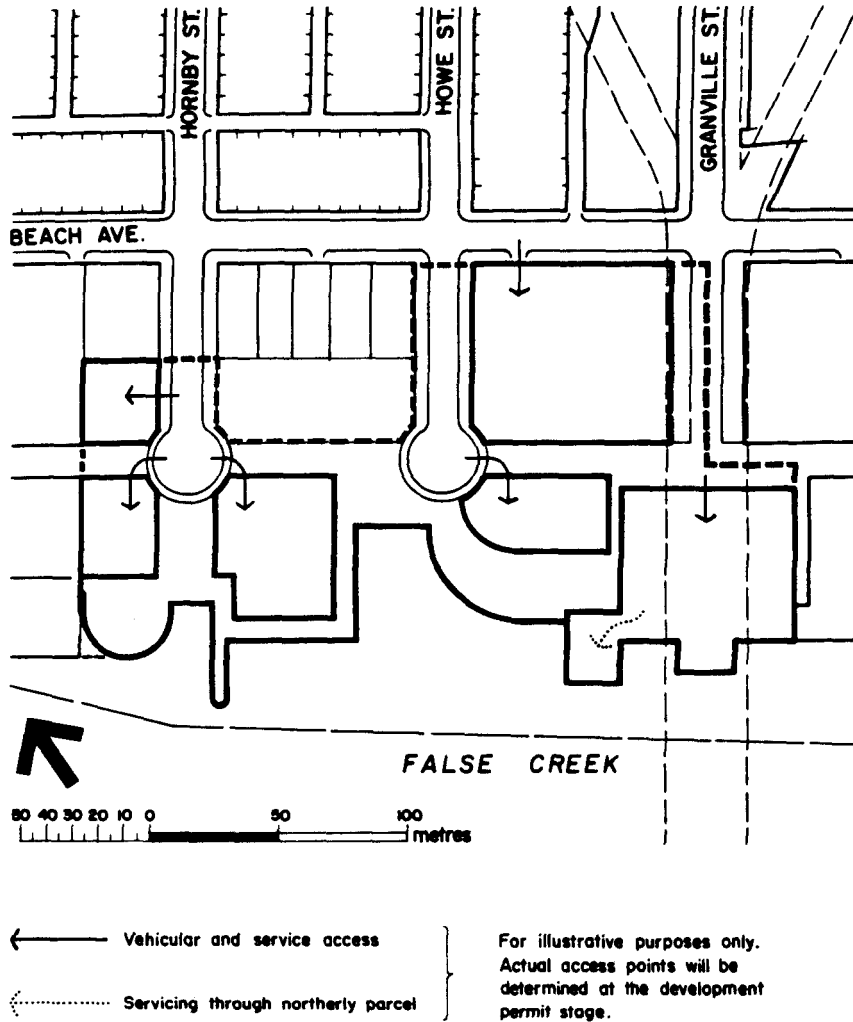 HORNBY ST.
HOWE ST.
GRANVILLE ST.
BEACH AVE.
FALSE CREEK
50 40 30 20 10 0 50 100
metres
Vehicular and service access
Servicing through northerly parcel
For illustrative purposes only.
Actual access points will be
determined at the development
permit stage.